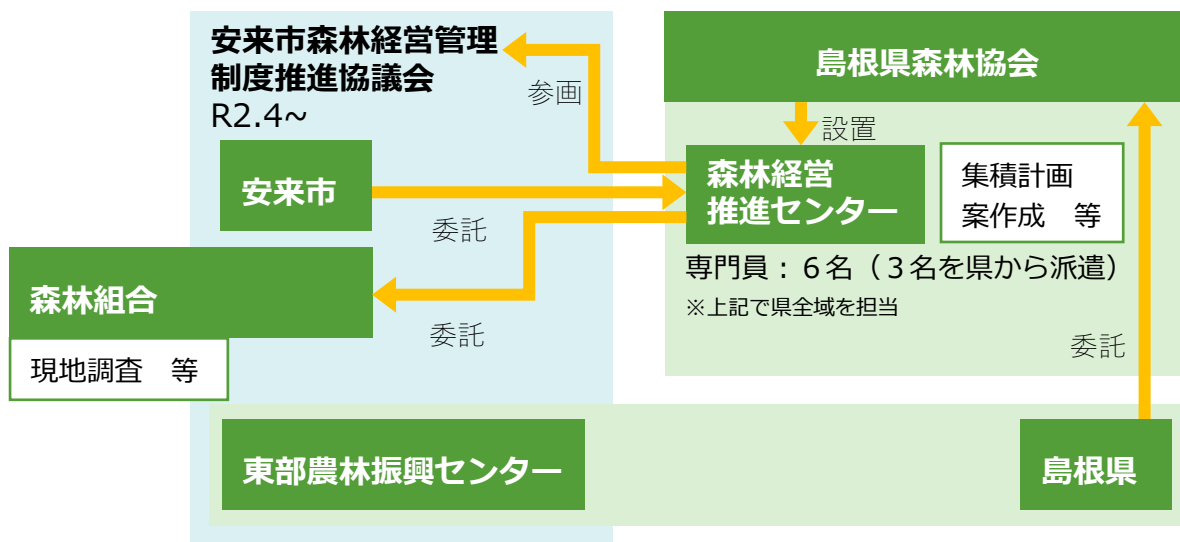 安来市森林経営管理
制度推進協議会
R2.4~
参画
島根県森林協会
設置
安来市
委託
森林経営
推進センター
集積計画
案作成　等
専門員：６名（３名を県から派遣）
※上記で県全域を担当
森林組合
委託
現地調査　等
委託
東部農林振興センター
島根県